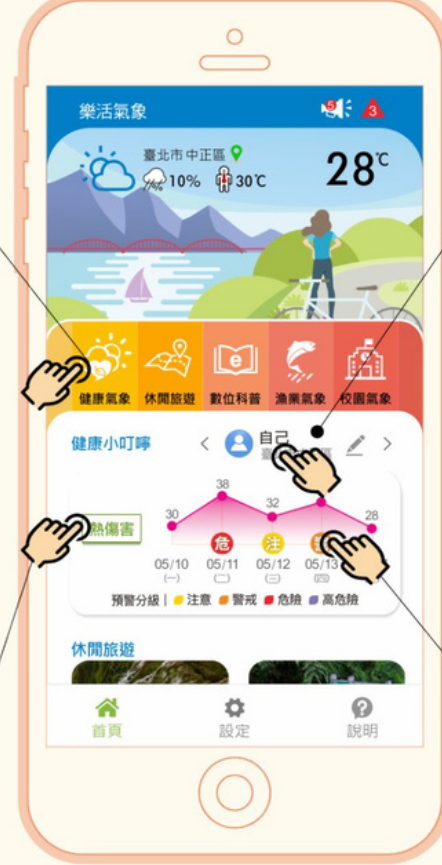 樂活氣象
5
3
臺北市中正區
10% 30℃
28℃
健康氣象 休閒旅遊 e 數位科普 漁業氣象 校園氣象
健康小叮嚀 < 自己 >
熱傷害
30 38 32 28
危 注
05/10 05/11 05/12 05/13
(一) (二) (三) (四)
預警分級 | 注意 警戒 危險 高危險
休閒旅遊
首頁 設定 說明